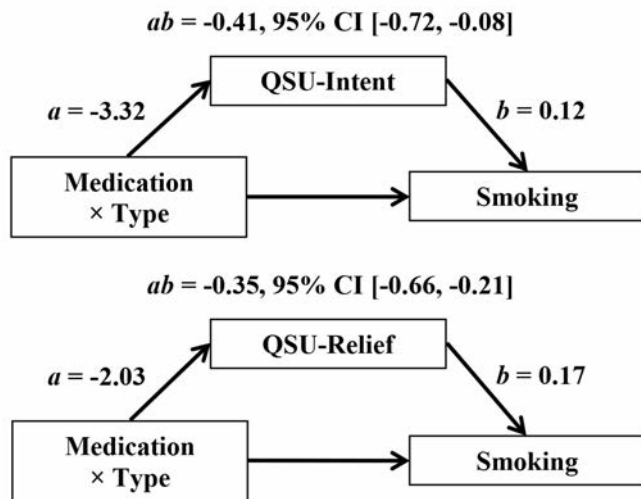 ab = -0.41, 95% CI [-0.72, -0.08]
QSU-Intent
a = -3.32
b = 0.12
Medication
× Type
Smoking
ab = -0.35, 95% CI [-0.66, -0.21]
QSU-Relief
a = -2.03
b = 0.17
Medication
× Type
Smoking